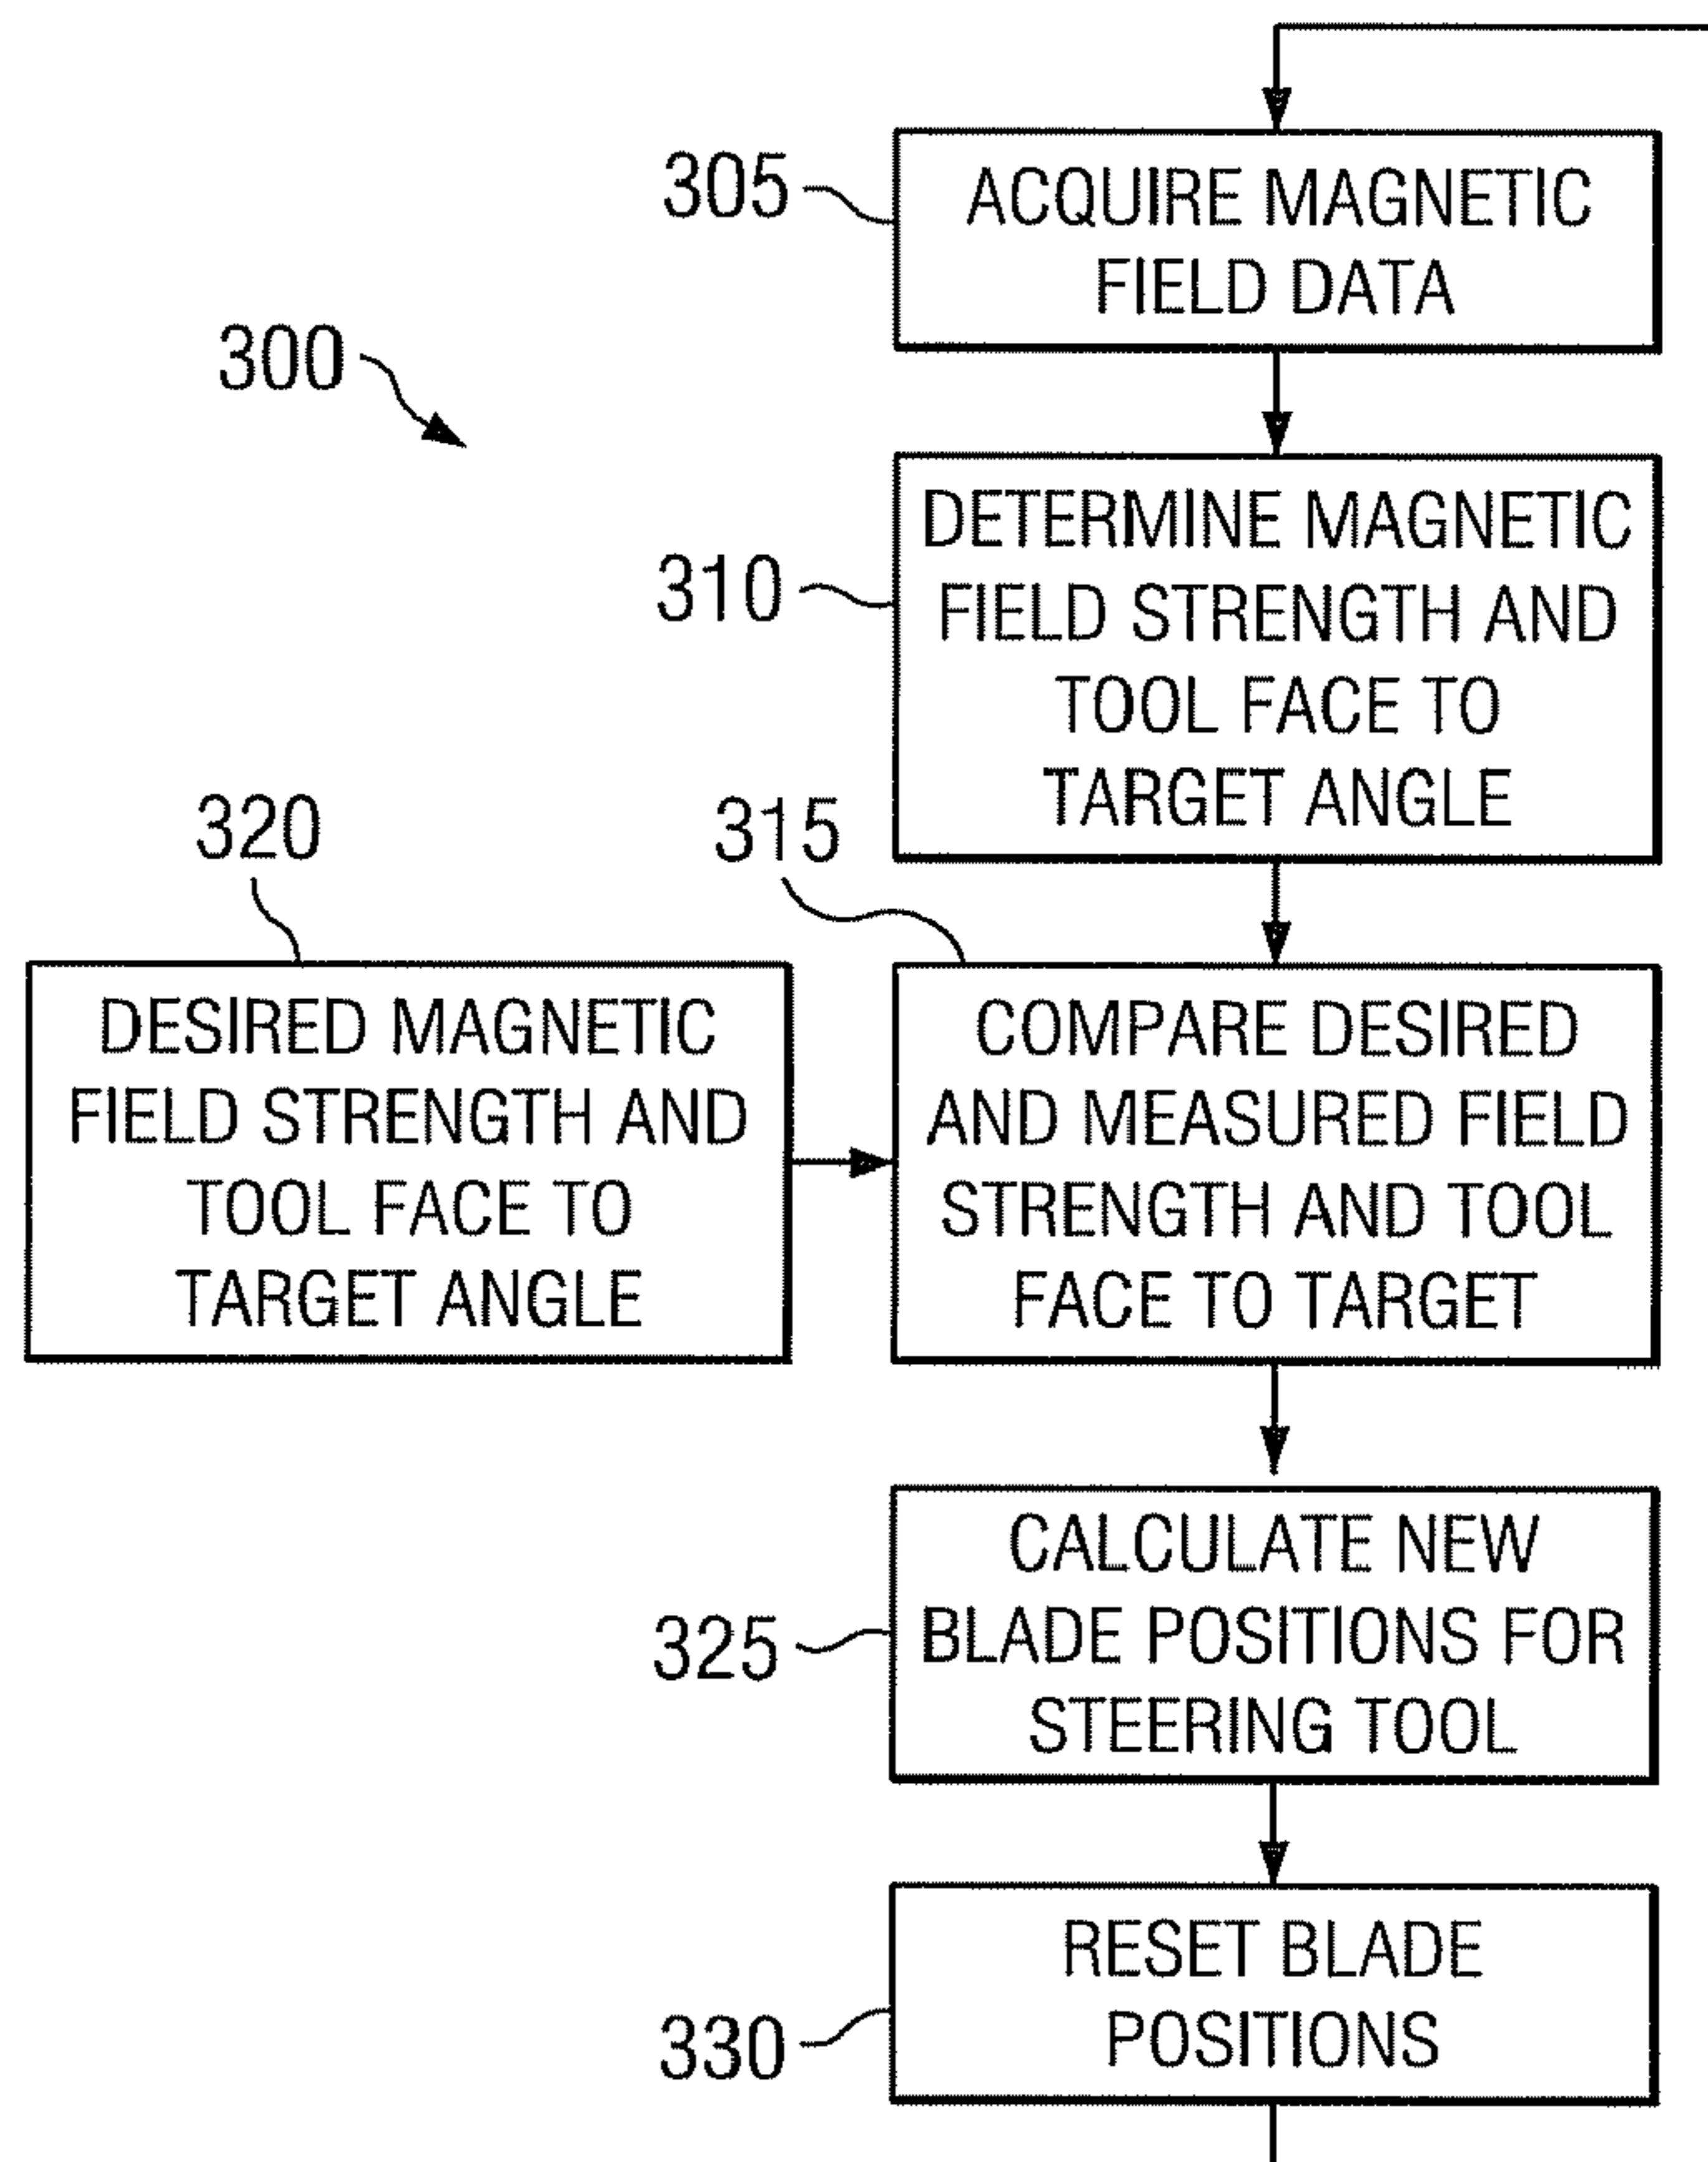 305
ACQUIRE MAGNETIC
FIELD DATA
300
310
DETERMINE MAGNETIC
FIELD STRENGTH AND
TOOL FACE TO
TARGET ANGLE
320
315
DESIRED MAGNETIC
FIELD STRENGTH AND
TOOL FACE TO
TARGET ANGLE
COMPARE DESIRED
AND MEASURED FIELD
STRENGTH AND TOOL
FACE TO TARGET
325
CALCULATE NEW
BLADE POSITIONS FOR
STEERING TOOL
330
RESET BLADE
POSITIONS